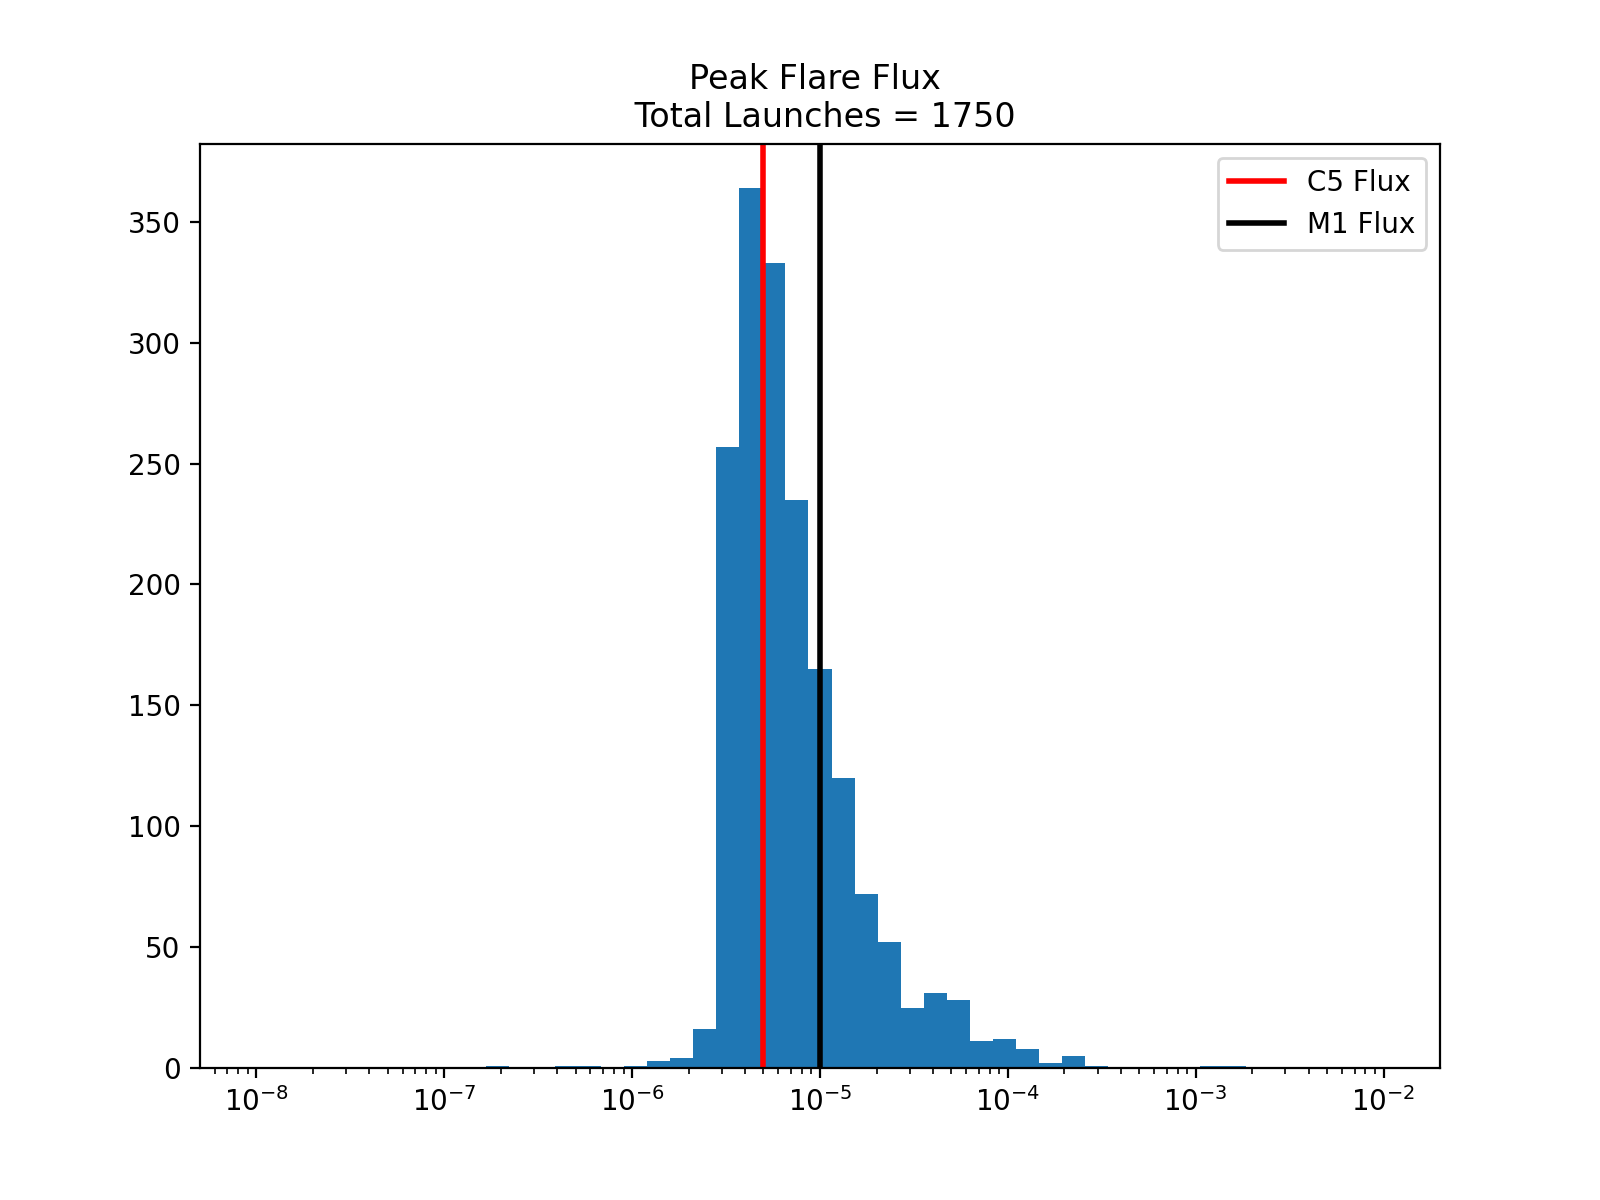 Peak Flare Flux
Total Launches = 1750
C5 Flux
M1 Flux
350
300
250
200
150
100
50
0
10⁻⁸ 10⁻⁷ 10⁻⁶ 10⁻⁵ 10⁻⁴ 10⁻³ 10⁻²